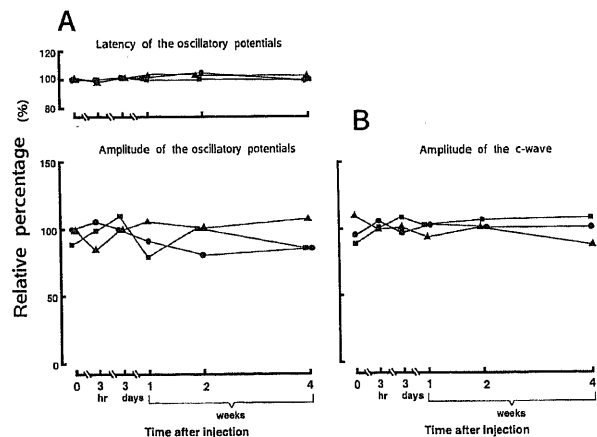 A
Latency of the oscillatory potentials
120
100
80
B
Amplitude of the oscillatory potentials
Amplitude of the c-wave
150
100
50
0
Relative percentage (%)
0 3 3 1 2 4
hr days
weeks
Time after injection
0 3 3 1 2 4
hr days
weeks
Time after injection